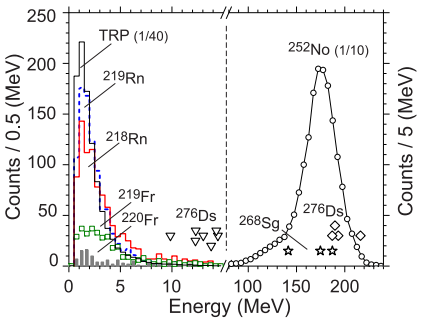 250
200
150
100
50
0
Counts / 0.5 (MeV)
TRP (1/40)
²¹⁹Rn
²¹⁸Rn
²¹⁹Fr
²²⁰Fr
²⁷⁶Ds
²⁵²No (1/10)
²⁶⁸Sg
²⁷⁶Ds
Counts / 5 (MeV)
0 5 10 100 150 200
Energy (MeV)